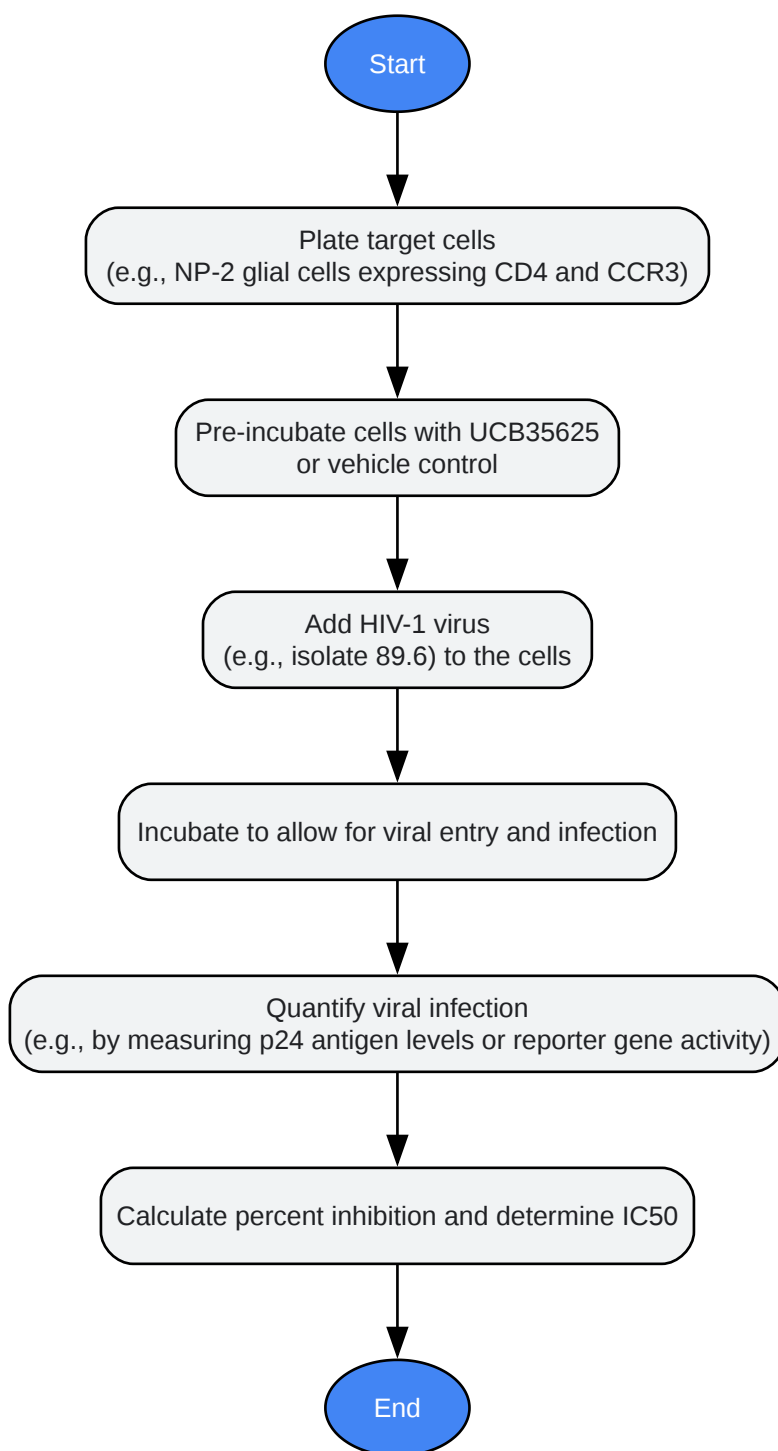 Start
Plate target cells
(e.g., NP-2 glial cells expressing CD4 and CCR3)
Pre-incubate cells with UCB35625
or vehicle control
Add HIV-1 virus
(e.g., isolate 89.6) to the cells
Incubate to allow for viral entry and infection
Quantify viral infection
(e.g., by measuring p24 antigen levels or reporter gene activity)
Calculate percent inhibition and determine IC50
End